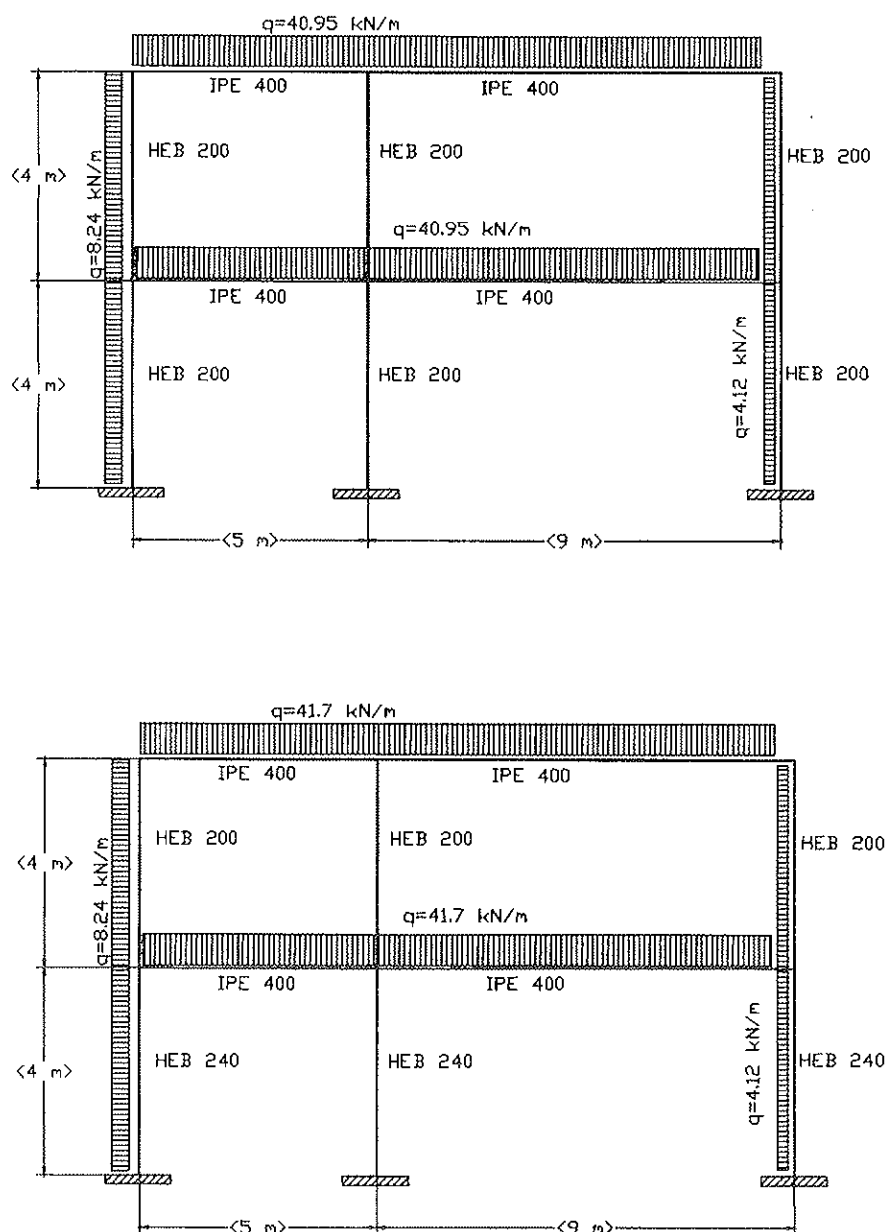 q=40.95 kN/m
IPE 400 IPE 400
HEB 200 HEB 200 HEB 200
<4 m>
q=8.24 kN/m
q=40.95 kN/m
IPE 400 IPE 400
HEB 200 HEB 200 HEB 200
<4 m>
q=4.12 kN/m
<5 m> <9 m>
q=41.7 kN/m
IPE 400 IPE 400
HEB 200 HEB 200 HEB 200
<4 m>
q=8.24 kN/m
q=41.7 kN/m
IPE 400 IPE 400
HEB 240 HEB 240 HEB 240
<4 m>
q=4.12 kN/m
<5 m> <9 m>